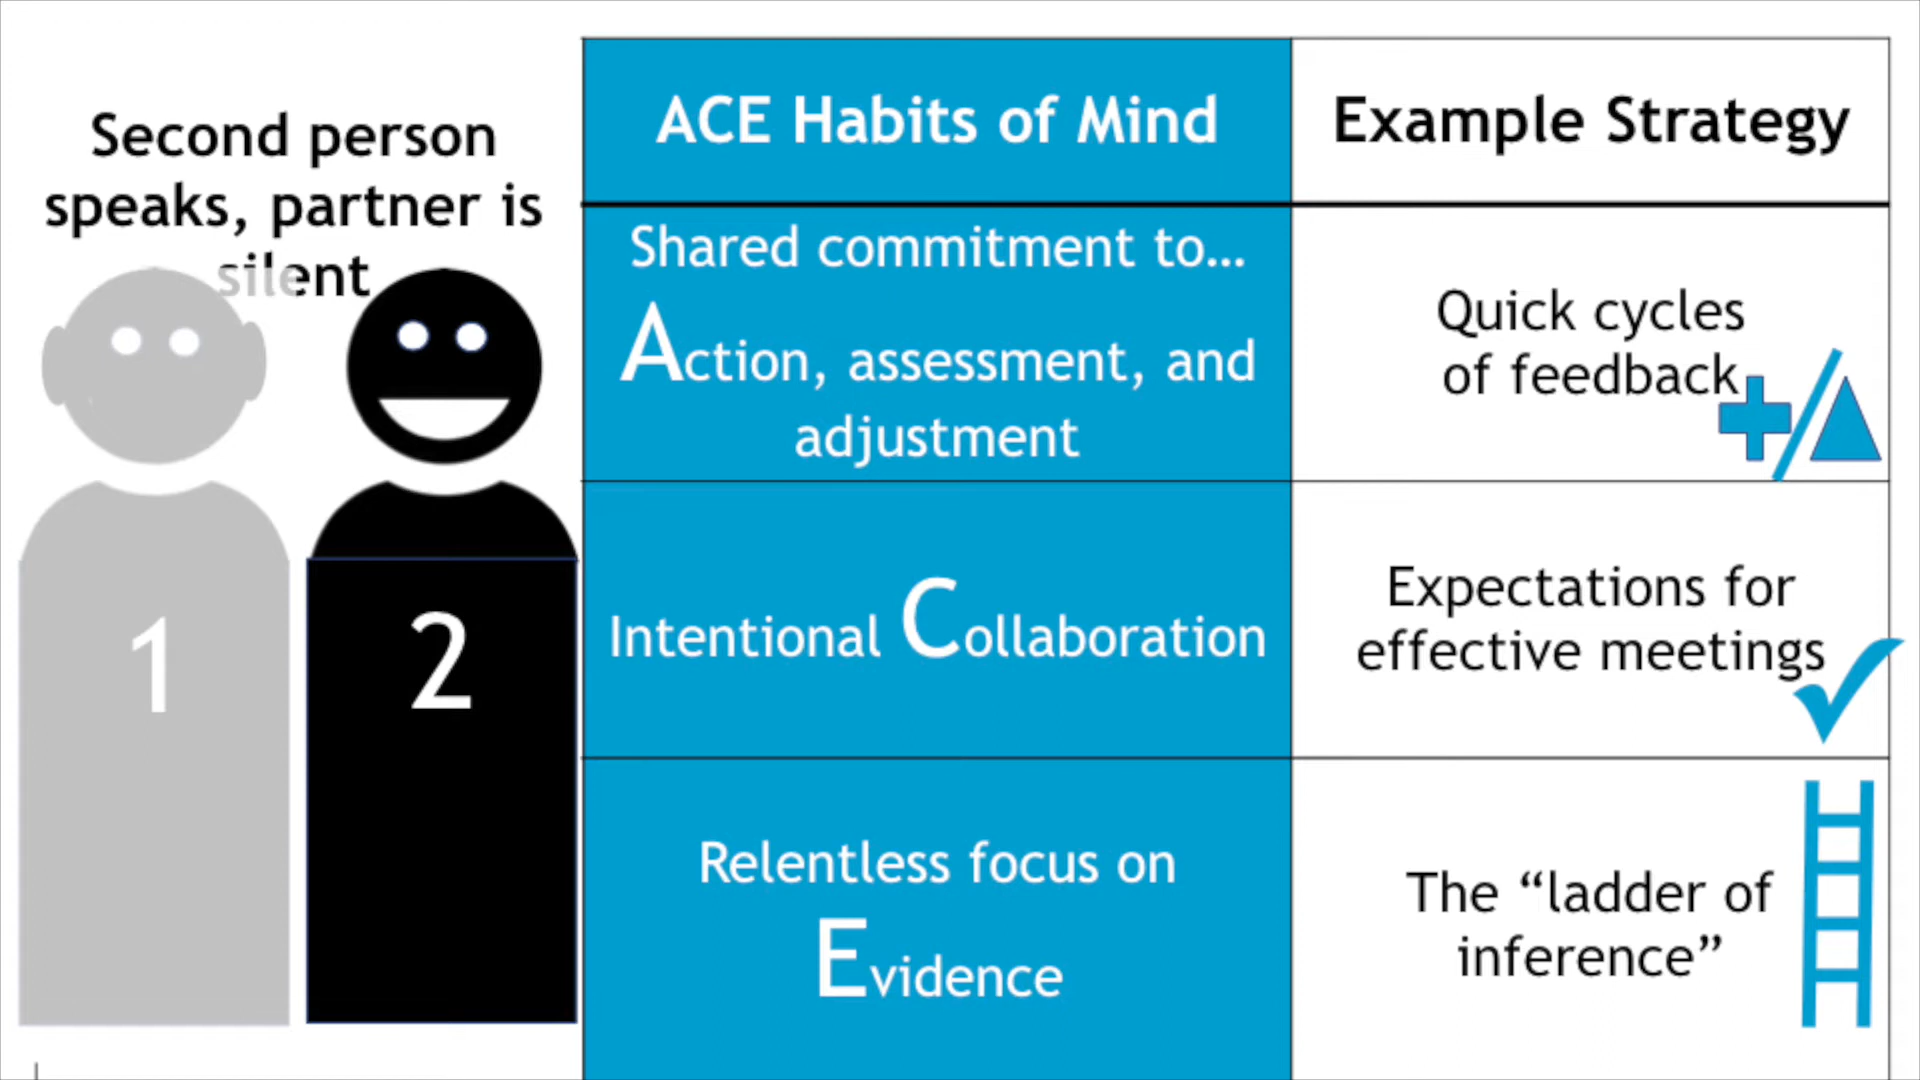 Second person
speaks, partner is
silent
1
2
ACE Habits of Mind
Example Strategy
Shared commitment to...
Action, assessment, and
adjustment
Quick cycles
of feedback
Intentional Collaboration
Expectations for
effective meetings
Relentless focus on
Evidence
The “ladder of
inference”